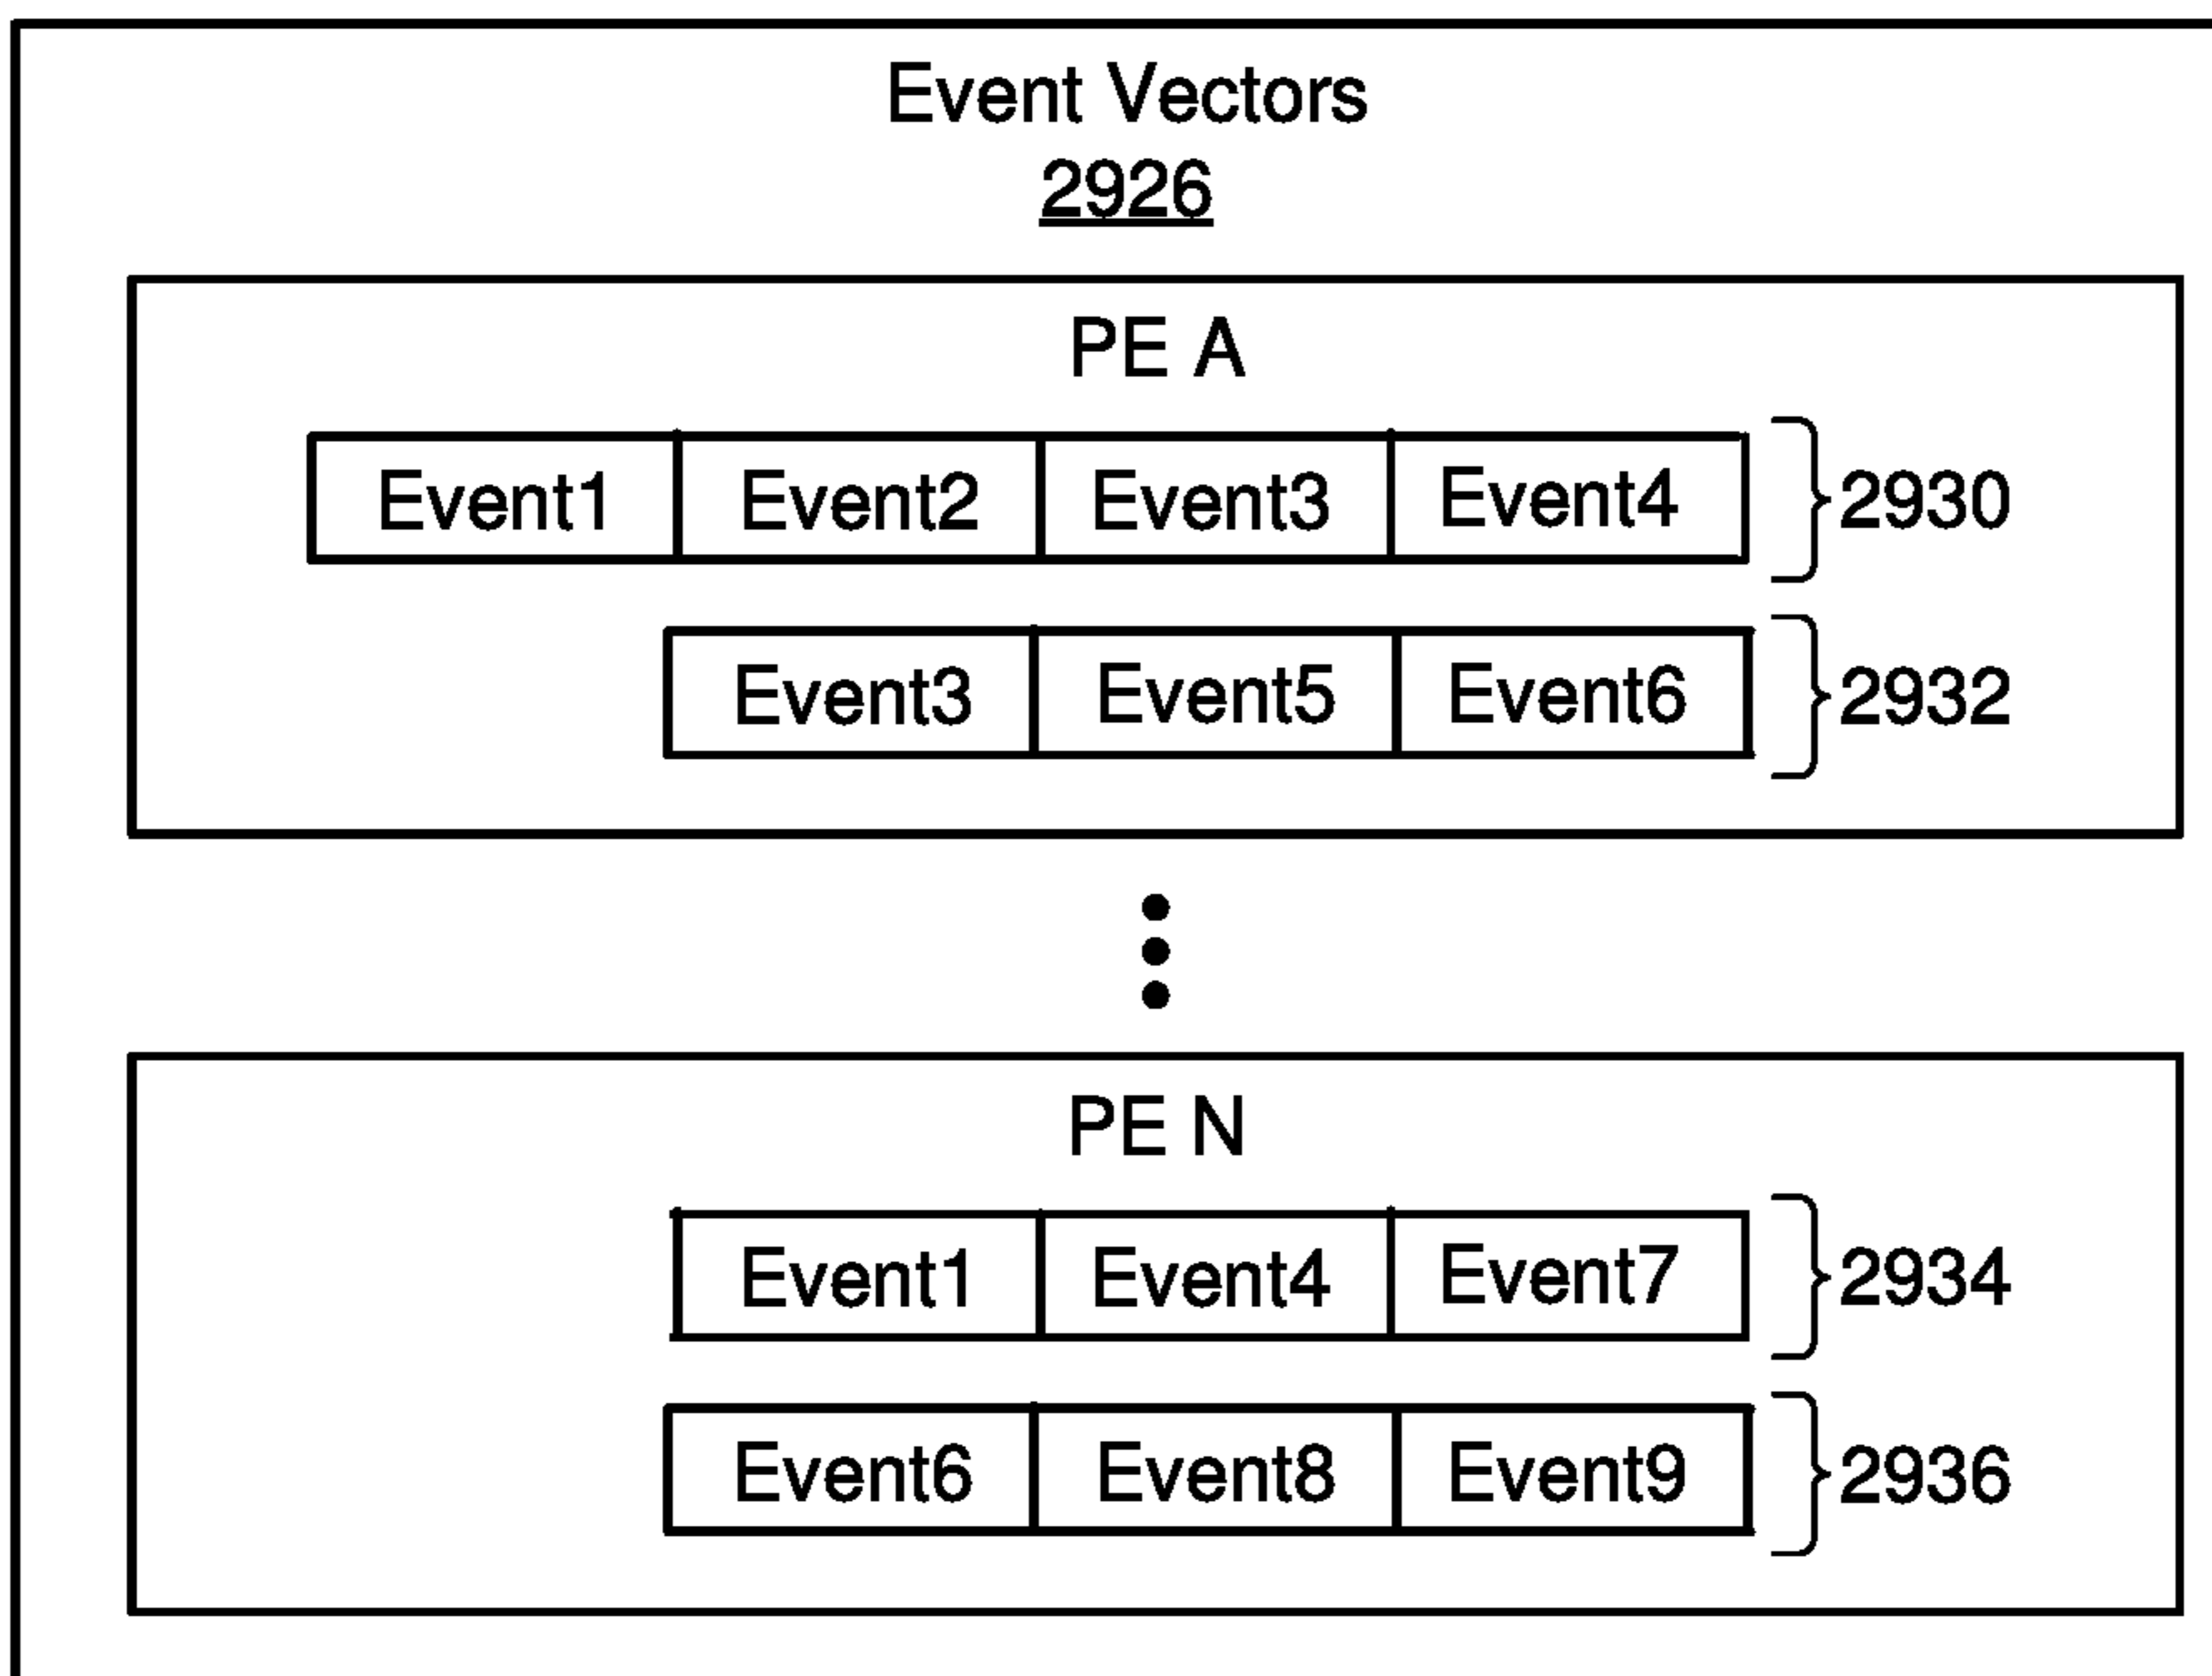 Event Vectors
2926
PE A
Event1 Event2 Event3 Event4 2930
Event3 Event5 Event6 2932
PE N
Event1 Event4 Event7 2934
Event6 Event8 Event9 2936